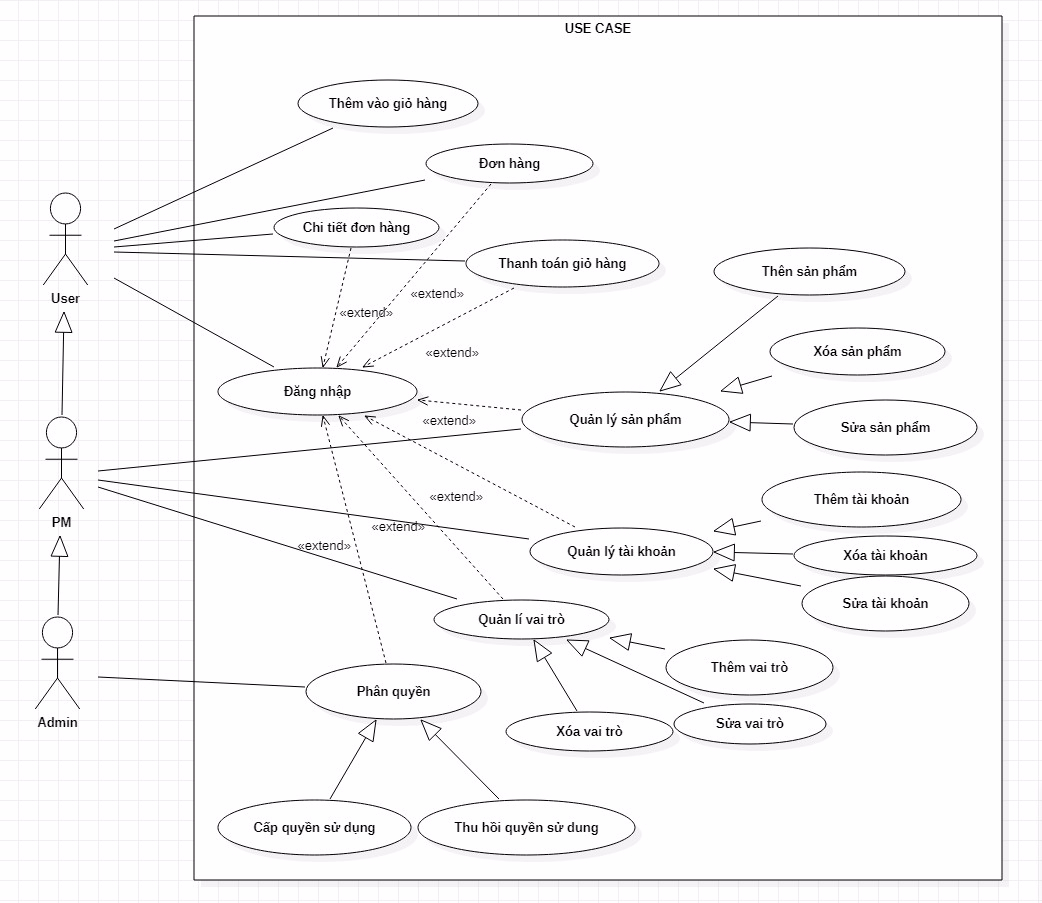 USE CASE
Thêm vào giỏ hàng
Đơn hàng
Chi tiết đơn hàng
Thanh toán giỏ hàng
Thên sản phẩm
User
«extend»
«extend»
«extend»
Xóa sản phẩm
Đăng nhập
Quản lý sản phẩm
«extend»
Sửa sản phẩm
«extend»
Thêm tài khoản
PM
«extend»
«extend»
Quản lý tài khoản
Xóa tài khoản
Sửa tài khoản
Quản lí vai trò
Thêm vai trò
Phân quyền
Admin
Xóa vai trò
Sửa vai trò
Cấp quyền sử dụng
Thu hồi quyền sử dung